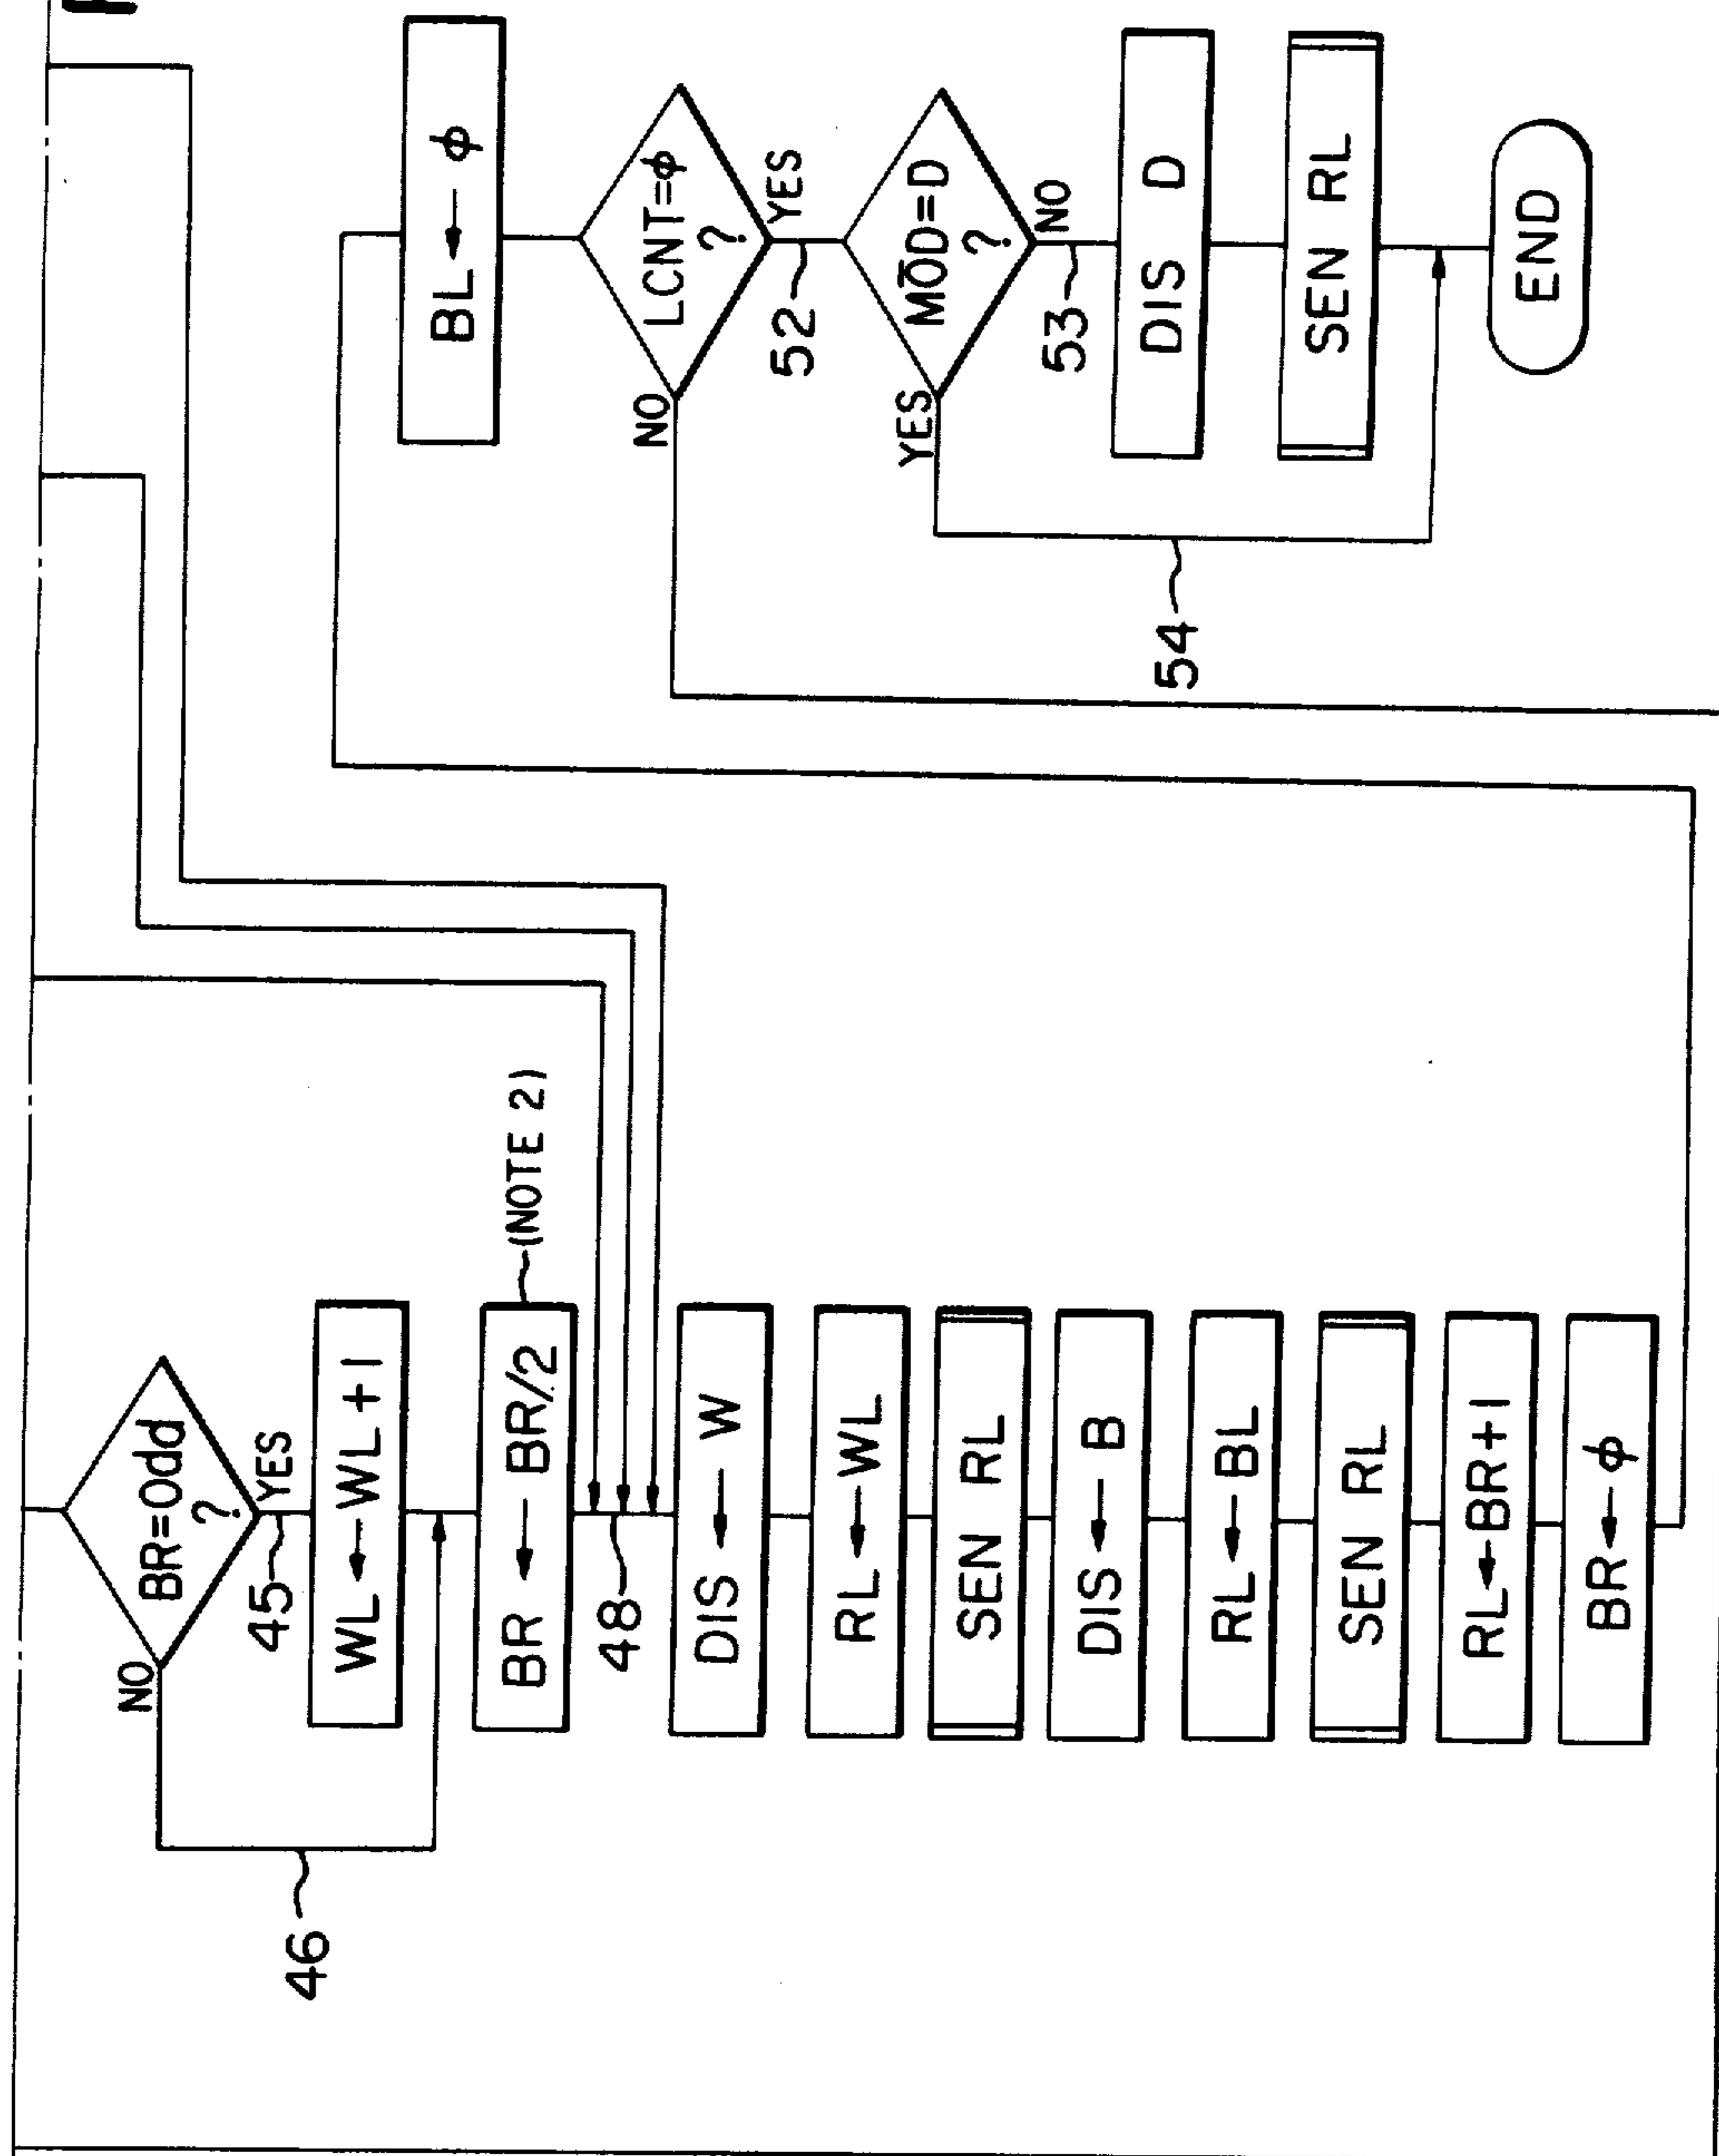 BR=Odd
?
NO
YES
45
46
WL ← WL + 1
BR ← BR/2
(NOTE 2)
48
DIS ← W
RL ← WL
SEN RL
DIS ← B
RL ← BL
SEN RL
RL ← BR+1
BR ← φ
BL ← φ
LCNT=φ
?
NO
YES
52
MOD=D
?
YES
NO
53
54
DIS D
SEN RL
END